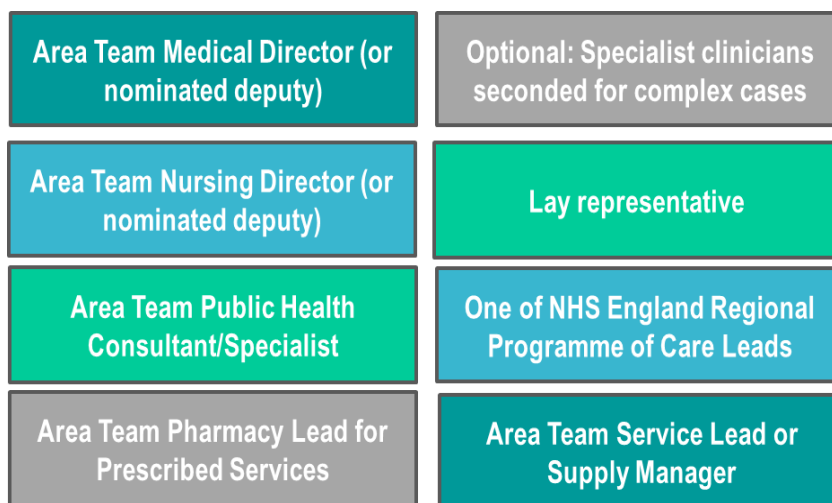 Area Team Medical Director (or
nominated deputy)
Optional: Specialist clinicians
seconded for complex cases
Area Team Nursing Director (or
nominated deputy)
Lay representative
Area Team Public Health
Consultant/Specialist
One of NHS England Regional
Programme of Care Leads
Area Team Pharmacy Lead for
Prescribed Services
Area Team Service Lead or
Supply Manager